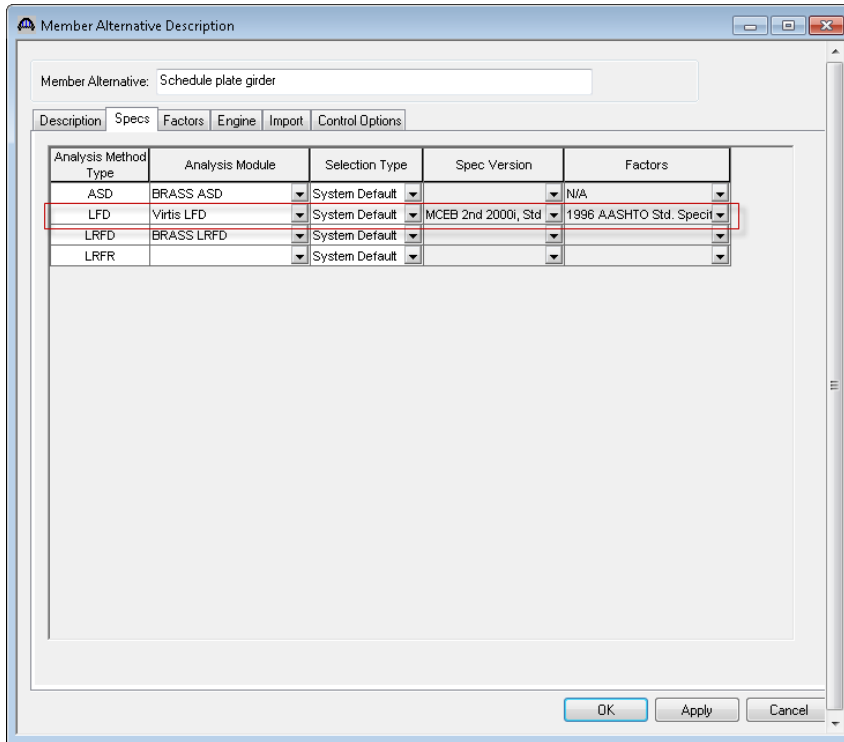 Member Alternative Description
Member Alternative: Schedule plate girder
Description Specs Factors Engine Import Control Options
Analysis Method Type Analysis Module Selection Type Spec Version Factors
ASD BRASS ASD System Default N/A
LFD Virtis LFD System Default MCEB 2nd 2000i, Std 1996 AASHTO Std. Specif
LRFD BRASS LRFD System Default
LRFR System Default
OK Apply Cancel